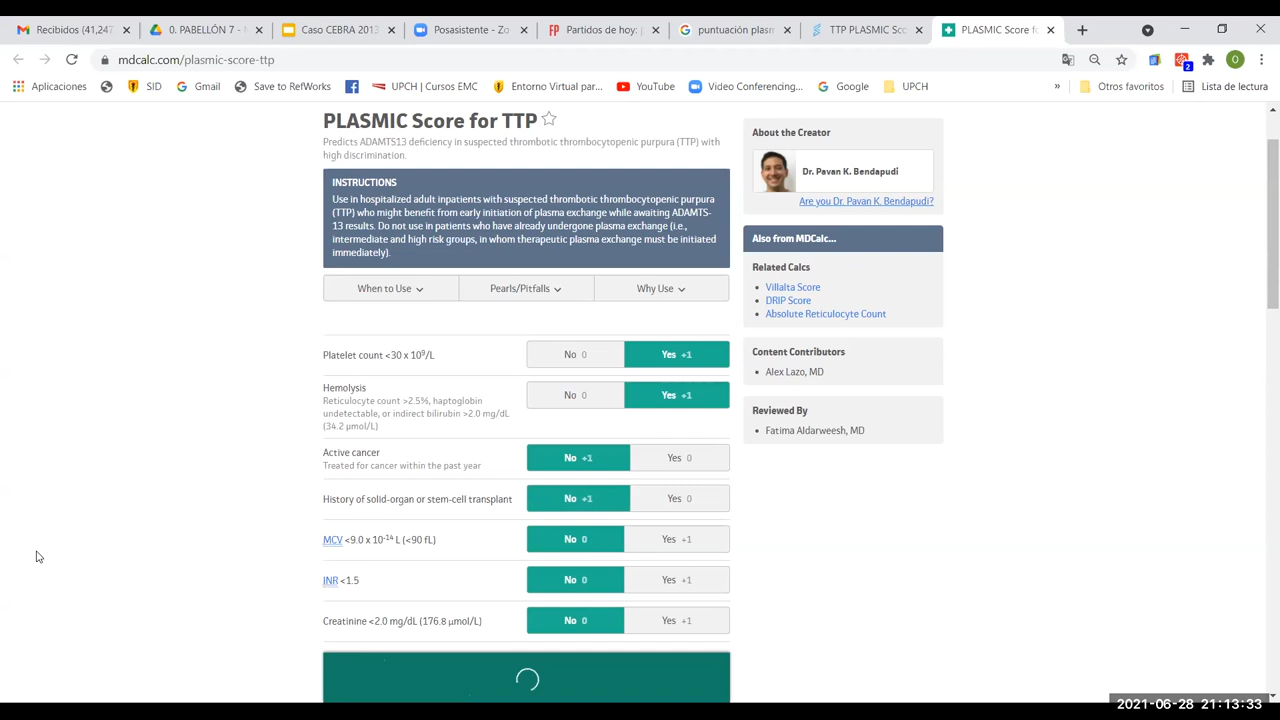 Recibidos (41,247
0. PABELLÓN 7 -
Caso CEBRA 2013
Posasistente - Zo
Partidos de hoy:
puntuación plasm
TTP PLASMIC Sco
PLASMIC Score fo
mdcalc.com/plasmic-score-ttp
2
O
Aplicaciones
SID
Gmail
Save to RefWorks
UPCH | Cursos EMC
Entorno Virtual par...
YouTube
Video Conferencing...
Google
UPCH
»
Otros favoritos
Lista de lectura
PLASMIC Score for TTP
Predicts ADAMTS13 deficiency in suspected thrombotic thrombocytopenic purpura (TTP) with
high discrimination.
INSTRUCTIONS
Use in hospitalized adult inpatients with suspected thrombotic thrombocytopenic purpura
(TTP) who might benefit from early initiation of plasma exchange while awaiting ADAMTS-
13 results. Do not use in patients who have already undergone plasma exchange (i.e.,
intermediate and high risk groups, in whom therapeutic plasma exchange must be initiated
immediately).
When to Use
Pearls/Pitfalls
Why Use
Platelet count <30 x 10⁹/L
No 0
Yes +1
Hemolysis
Reticulocyte count >2.5%, haptoglobin
undetectable, or indirect bilirubin >2.0 mg/dL
(34.2 µmol/L)
No 0
Yes +1
Active cancer
Treated for cancer within the past year
No +1
Yes 0
History of solid-organ or stem-cell transplant
No +1
Yes 0
MCV <9.0 x 10⁻¹⁴ L (<90 fL)
No 0
Yes +1
INR <1.5
No 0
Yes +1
Creatinine <2.0 mg/dL (176.8 µmol/L)
No 0
Yes +1
About the Creator
Dr. Pavan K. Bendapudi
Are you Dr. Pavan K. Bendapudi?
Also from MDCalc...
Related Calcs
Villalta Score
DRIP Score
Absolute Reticulocyte Count
Content Contributors
Alex Lazo, MD
Reviewed By
Fatima Aldarweesh, MD
2021-06-28 21:13:33